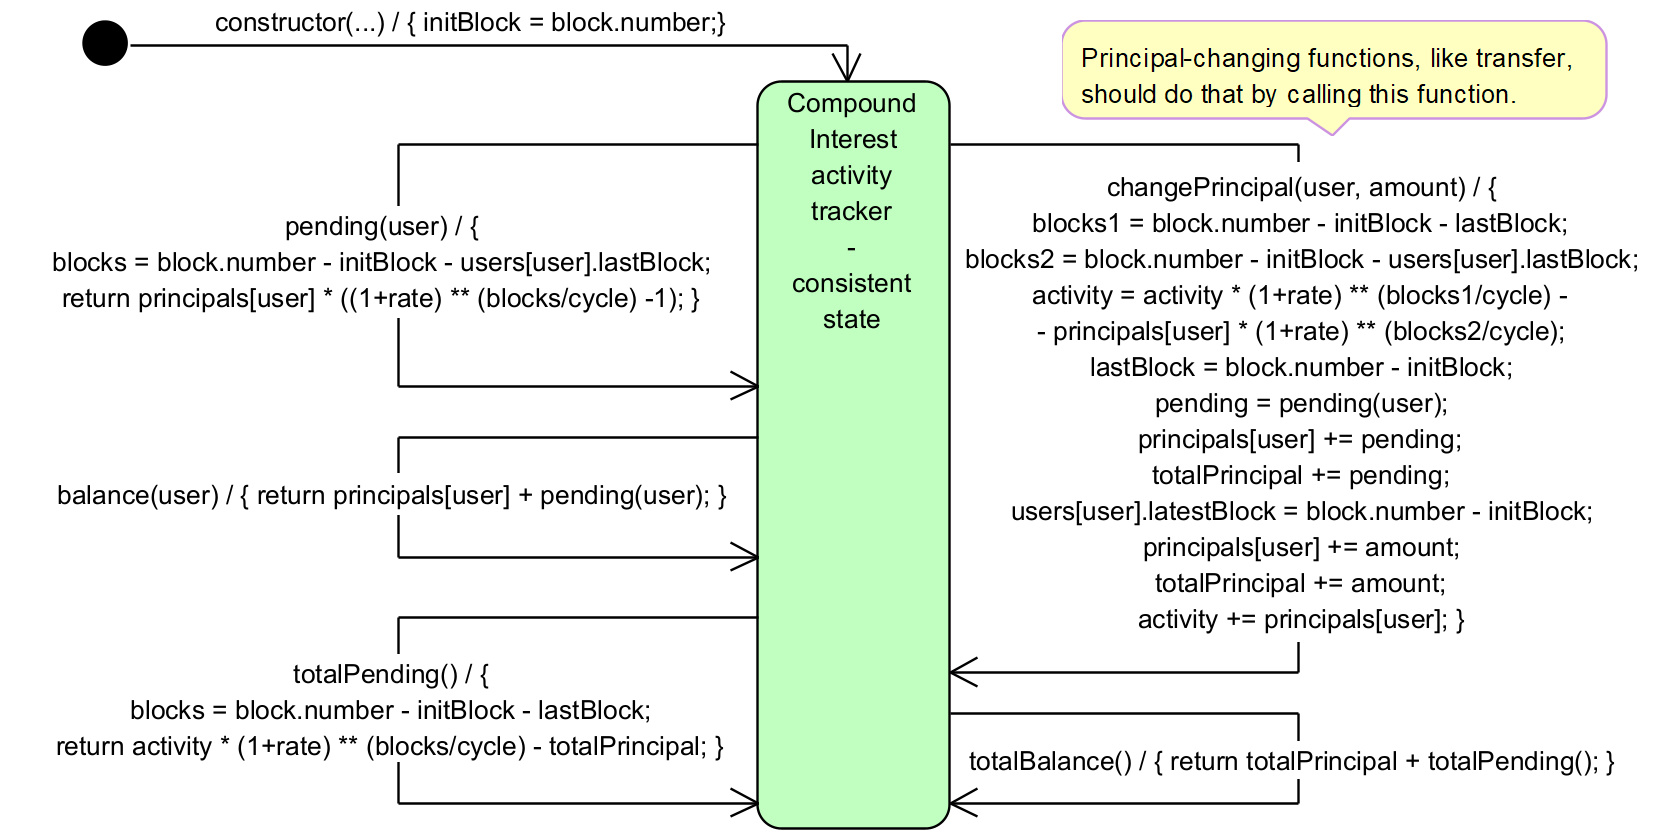 constructor(...) / { initBlock = block.number;}
Principal-changing functions, like transfer,
should do that by calling this function.
Compound
Interest
activity
tracker
-
consistent
state
pending(user) / {
blocks = block.number - initBlock - users[user].lastBlock;
return principals[user] * ((1+rate) ** (blocks/cycle) -1); }
balance(user) / { return principals[user] + pending(user); }
totalPending() / {
blocks = block.number - initBlock - lastBlock;
return activity * (1+rate) ** (blocks/cycle) - totalPrincipal; }
changePrincipal(user, amount) / {
blocks1 = block.number - initBlock - lastBlock;
blocks2 = block.number - initBlock - users[user].lastBlock;
activity = activity * (1+rate) ** (blocks1/cycle) -
- principals[user] * (1+rate) ** (blocks2/cycle);
lastBlock = block.number - initBlock;
pending = pending(user);
principals[user] += pending;
totalPrincipal += pending;
users[user].latestBlock = block.number - initBlock;
principals[user] += amount;
totalPrincipal += amount;
activity += principals[user]; }
totalBalance() / { return totalPrincipal + totalPending(); }